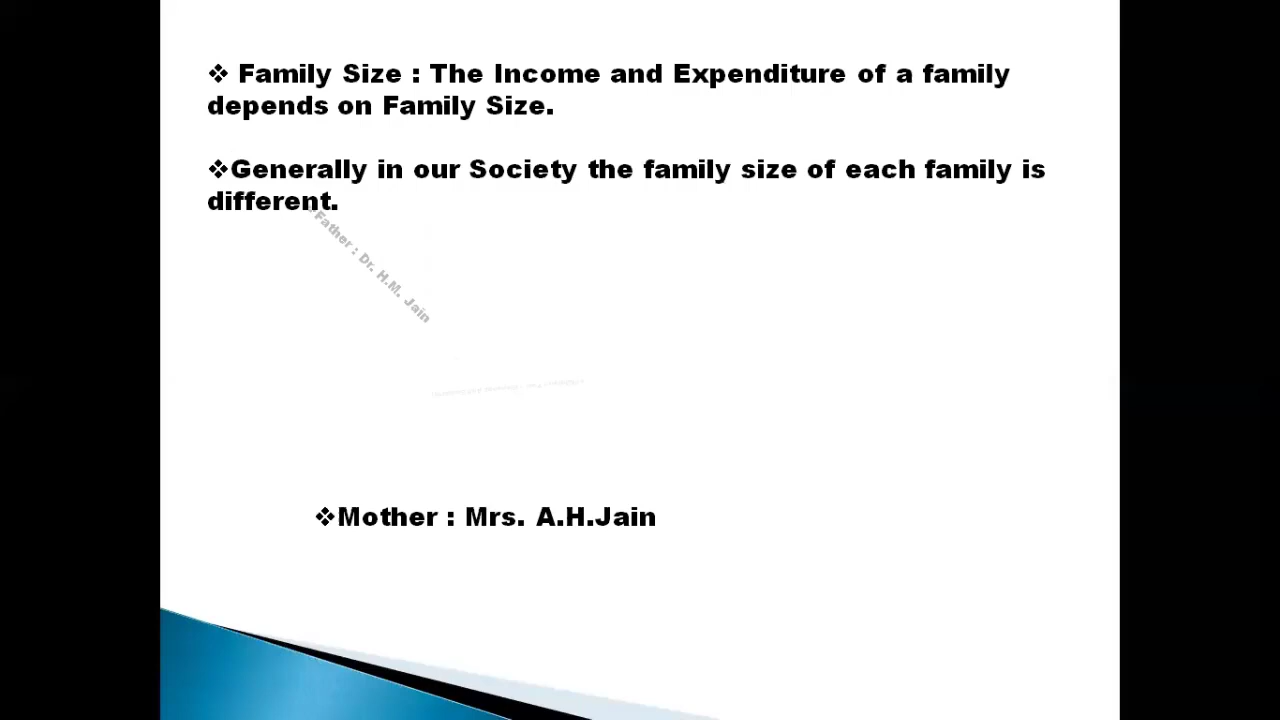 ❖ Family Size : The Income and Expenditure of a family
depends on Family Size.
❖Generally in our Society the family size of each family is
different.
Father : Dr. H.M. Jain
❖Mother : Mrs. A.H.Jain